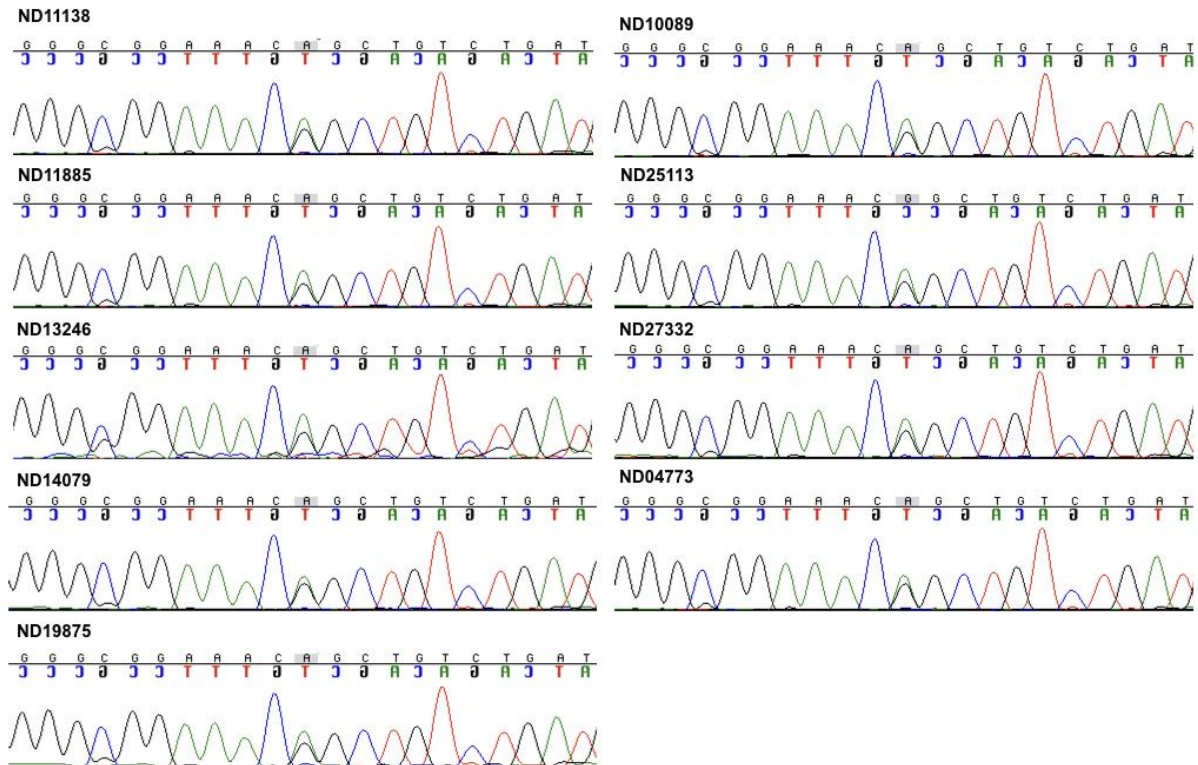 ND11138
G G G C G G A A A C A G C T G T C T G A T
C C C G C C T T T G T C G A C A G A C T A
ND11885
G G G C G G A A A C A G C T G T C T G A T
C C C G C C T T T G T C G A C A G A C T A
ND13246
G G G C G G A A A C A G C T G T C T G A T
C C C G C C T T T G T C G A C A G A C T A
ND14079
G G G C G G A A A C A G C T G T C T G A T
C C C G C C T T T G T C G A C A G A C T A
ND19875
G G G C G G A A A C A G C T G T C T G A T
C C C G C C T T T G T C G A C A G A C T A
ND10089
G G G C G G A A A C A G C T G T C T G A T
C C C G C C T T T G T C G A C A G A C T A
ND25113
G G G C G G A A A C G G C T G T C T G A T
C C C G C C T T T G C C G A C A G A C T A
ND27332
G G G C G G A A A C A G C T G T C T G A T
C C C G C C T T T G T C G A C A G A C T A
ND04773
G G G C G G A A A C A G C T G T C T G A T
C C C G C C T T T G T C G A C A G A C T A